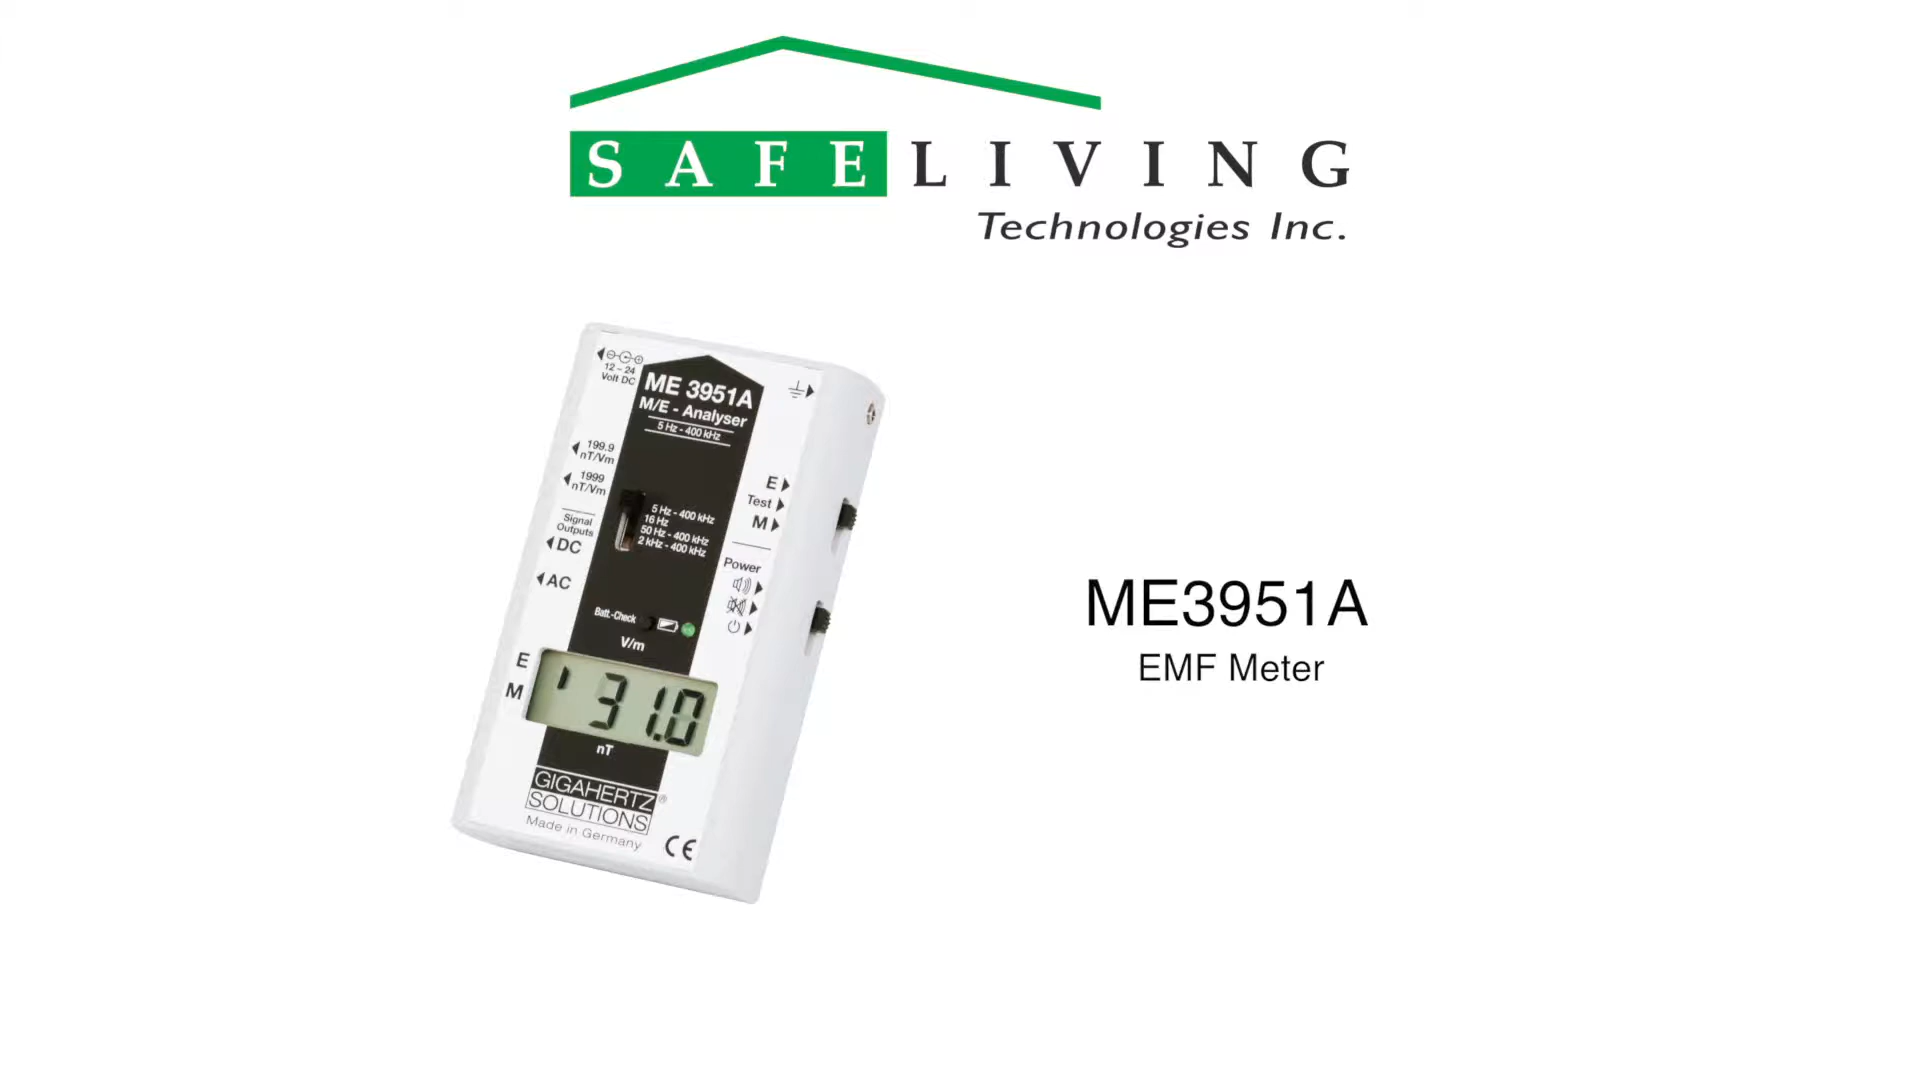 SAFELIVING
Technologies Inc.
12 - 24
Volt DC
ME 3951A
M/E - Analyser
5 Hz - 400 kHz
199.9
nT/Vm
1999
nT/Vm
Signal
Outputs
DC
AC
5 Hz - 400 kHz
16 Hz
50 Hz - 400 kHz
2 kHz - 400 kHz
E
Test
M
Power
Batt.-Check
V/m
E
M
31.0
nT
GIGAHERTZ
SOLUTIONS®
Made in Germany
CE
ME3951A
EMF Meter